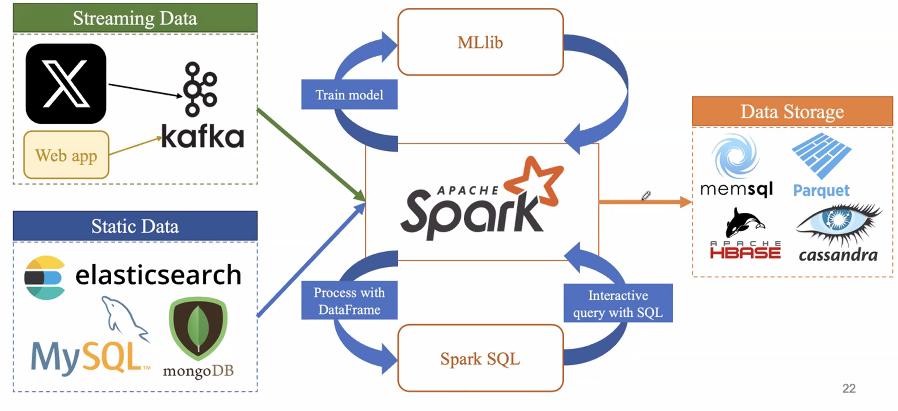 Streaming Data
X
kafka
Web app
Static Data
elasticsearch
MySQL™
mongoDB
MLlib
Train model
APACHE
Spark
Process with
DataFrame
Interactive
query with SQL
Spark SQL
Data Storage
memsql
Parquet
APACHE
HBASE
cassandra
22